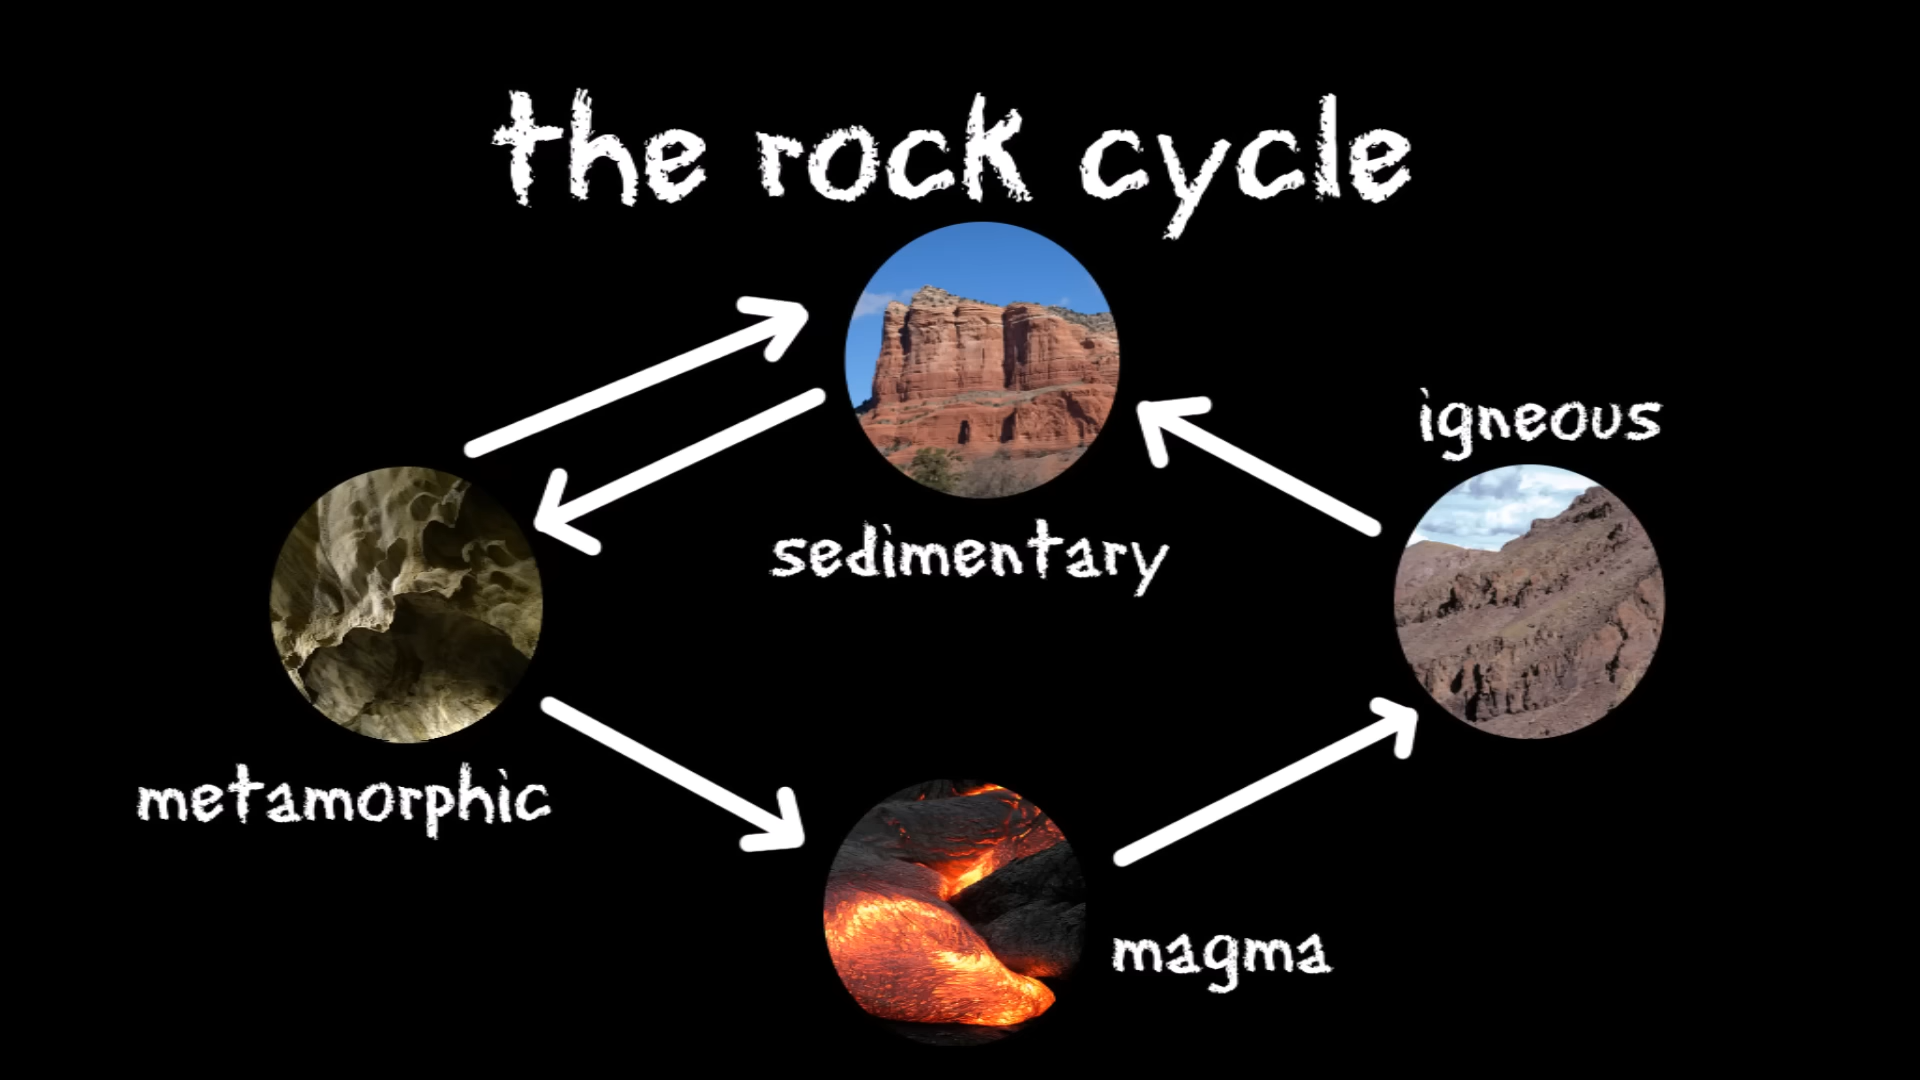 the rock cycle
igneous
sedimentary
metamorphic
magma